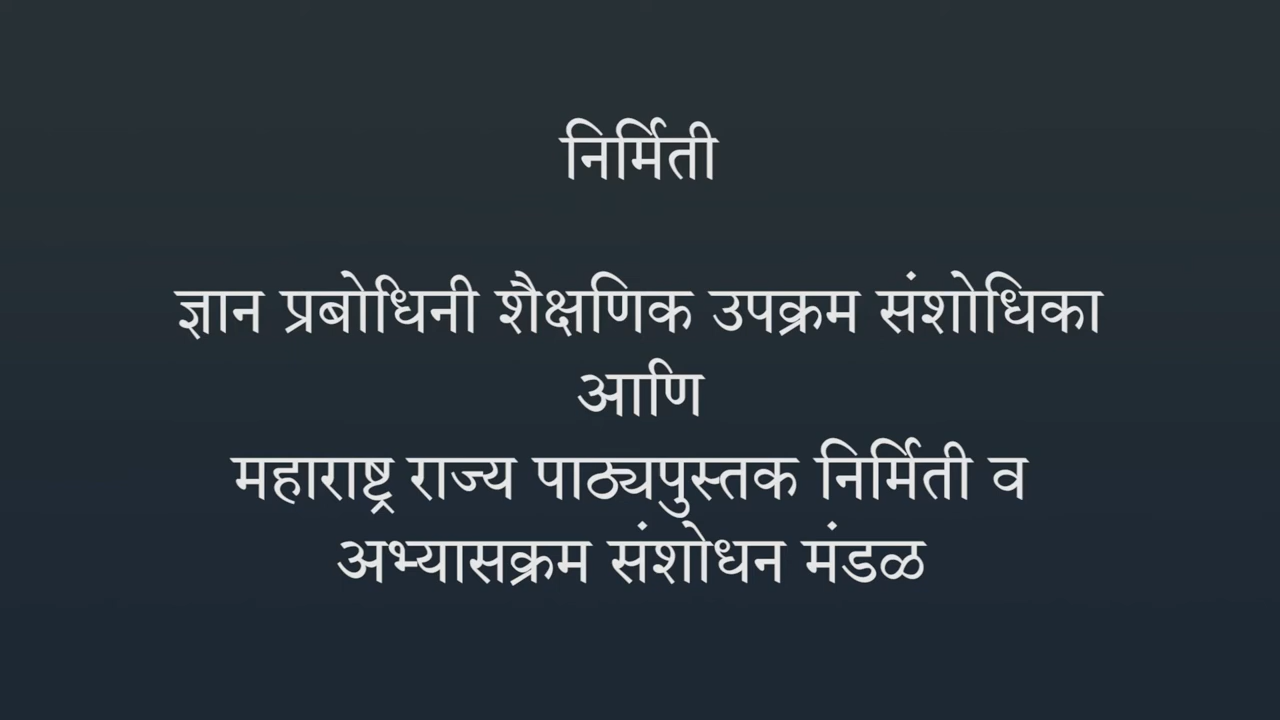 निर्मिती
ज्ञान प्रबोधिनी शैक्षणिक उपक्रम संशोधिका
आणि
महाराष्ट्र राज्य पाठ्यपुस्तक निर्मिती व
अभ्यासक्रम संशोधन मंडळ